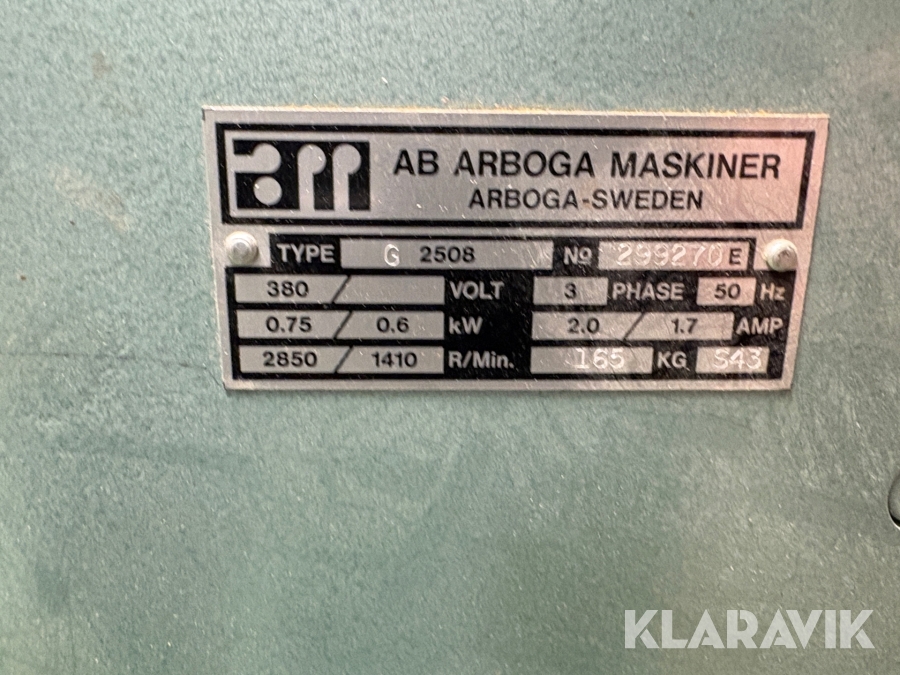 am AB ARBOGA MASKINER
ARBOGA-SWEDEN
TYPE G 2508 No 299270 E
380 / VOLT 3 PHASE 50 Hz
0.75 / 0.6 kW 2.0 / 1.7 AMP
2850 / 1410 R/Min. 165 KG S43
KLARAVIK